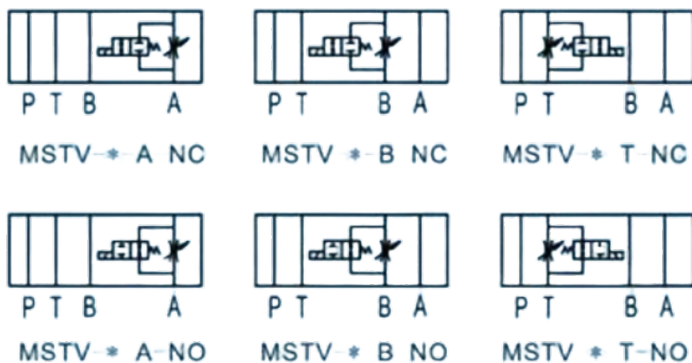 P T B A
P T B A
P T B A
MSTV-*-A-NC
MSTV-*-B-NC
MSTV-*-T-NC
P T B A
P T B A
P T B A
MSTV-*-A-NO
MSTV-*-B-NO
MSTV-*-T-NO